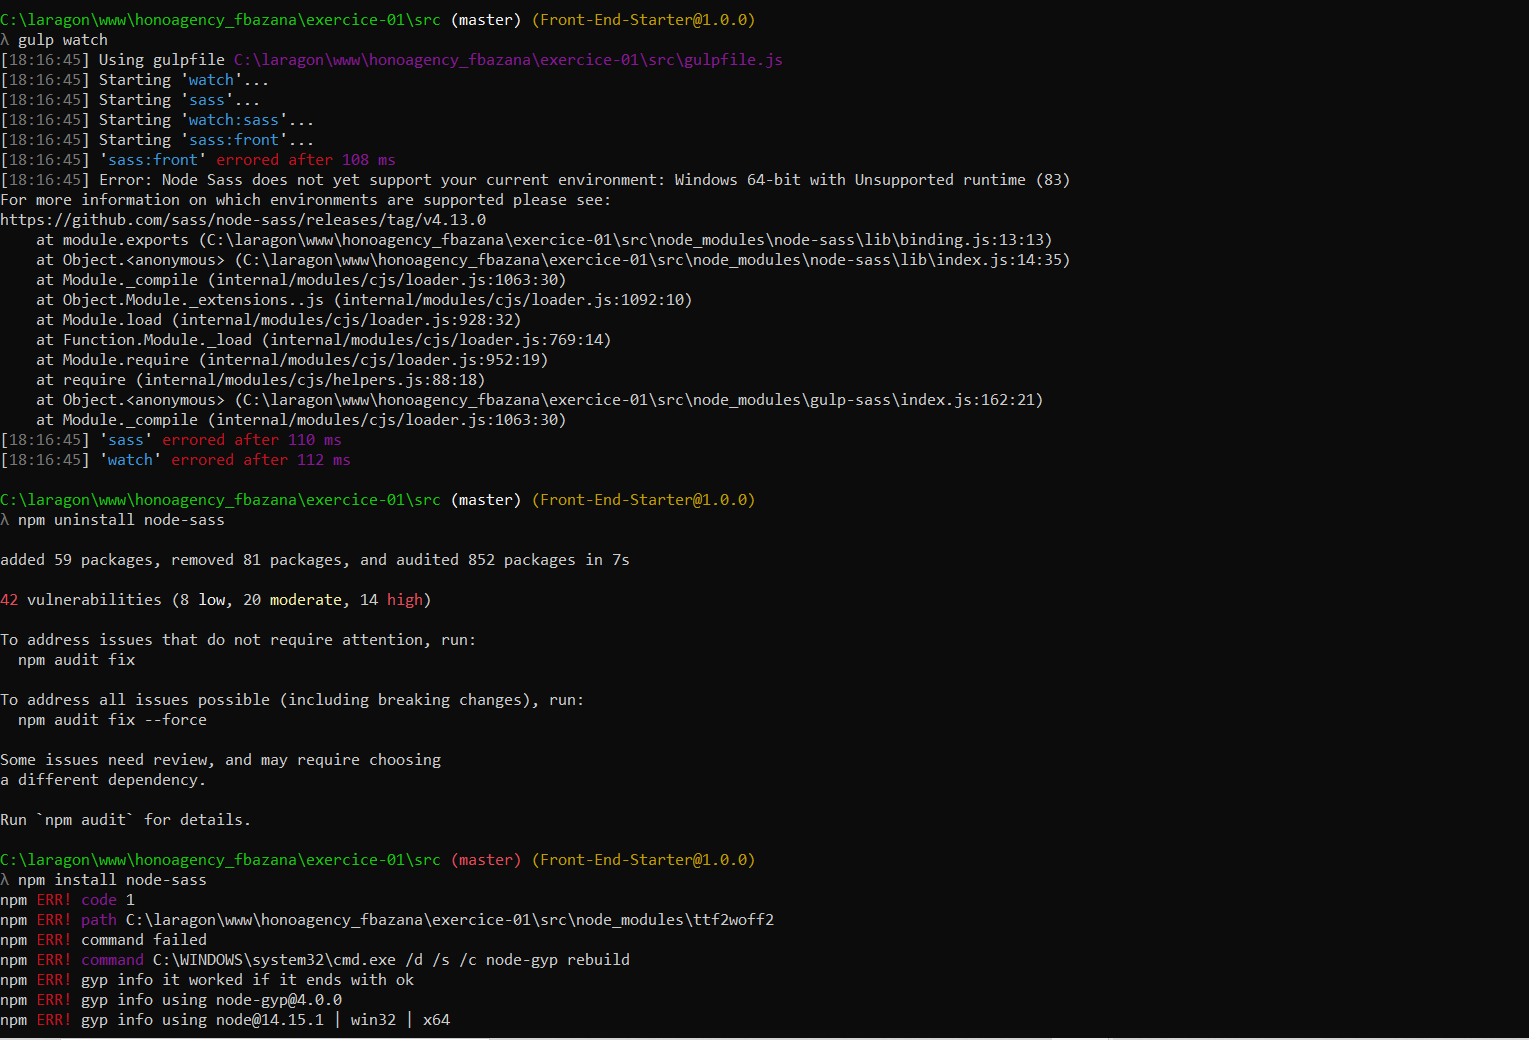 C:\laragon\www\honoagency_fbazana\exercice-01\src (master) (Front-End-Starter@1.0.0)
λ gulp watch
[18:16:45] Using gulpfile C:\laragon\www\honoagency_fbazana\exercice-01\src\gulpfile.js
[18:16:45] Starting 'watch'...
[18:16:45] Starting 'sass'...
[18:16:45] Starting 'watch:sass'...
[18:16:45] Starting 'sass:front'...
[18:16:45] 'sass:front' errored after 108 ms
[18:16:45] Error: Node Sass does not yet support your current environment: Windows 64-bit with Unsupported runtime (83)
For more information on which environments are supported please see:
https://github.com/sass/node-sass/releases/tag/v4.13.0
    at module.exports (C:\laragon\www\honoagency_fbazana\exercice-01\src\node_modules\node-sass\lib\binding.js:13:13)
    at Object.<anonymous> (C:\laragon\www\honoagency_fbazana\exercice-01\src\node_modules\node-sass\lib\index.js:14:35)
    at Module._compile (internal/modules/cjs/loader.js:1063:30)
    at Object.Module._extensions..js (internal/modules/cjs/loader.js:1092:10)
    at Module.load (internal/modules/cjs/loader.js:928:32)
    at Function.Module._load (internal/modules/cjs/loader.js:769:14)
    at Module.require (internal/modules/cjs/loader.js:952:19)
    at require (internal/modules/cjs/helpers.js:88:18)
    at Object.<anonymous> (C:\laragon\www\honoagency_fbazana\exercice-01\src\node_modules\gulp-sass\index.js:162:21)
    at Module._compile (internal/modules/cjs/loader.js:1063:30)
[18:16:45] 'sass' errored after 110 ms
[18:16:45] 'watch' errored after 112 ms
C:\laragon\www\honoagency_fbazana\exercice-01\src (master) (Front-End-Starter@1.0.0)
λ npm uninstall node-sass
added 59 packages, removed 81 packages, and audited 852 packages in 7s
42 vulnerabilities (8 low, 20 moderate, 14 high)
To address issues that do not require attention, run:
  npm audit fix
To address all issues possible (including breaking changes), run:
  npm audit fix --force
Some issues need review, and may require choosing
a different dependency.
Run `npm audit` for details.
C:\laragon\www\honoagency_fbazana\exercice-01\src (master) (Front-End-Starter@1.0.0)
λ npm install node-sass
npm ERR! code 1
npm ERR! path C:\laragon\www\honoagency_fbazana\exercice-01\src\node_modules\ttf2woff2
npm ERR! command failed
npm ERR! command C:\WINDOWS\system32\cmd.exe /d /s /c node-gyp rebuild
npm ERR! gyp info it worked if it ends with ok
npm ERR! gyp info using node-gyp@4.0.0
npm ERR! gyp info using node@14.15.1 | win32 | x64